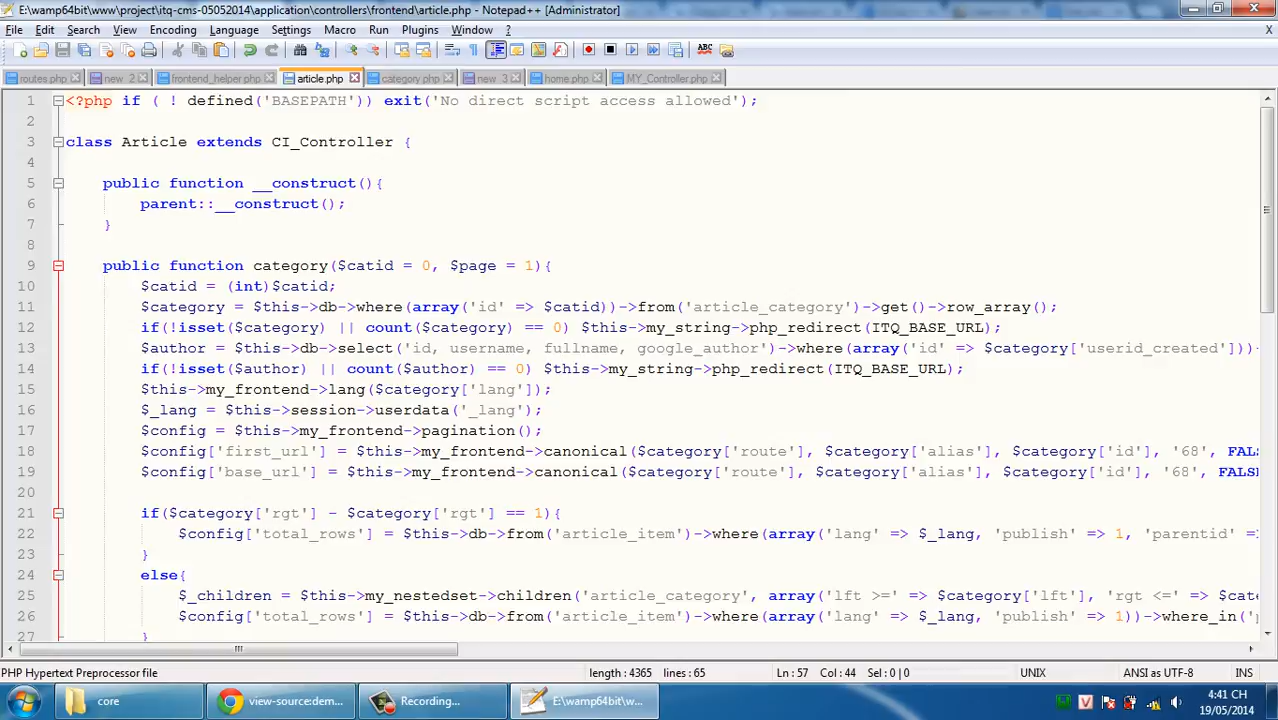 E:\wamp64bit\www\project\itq-cms-05052014\application\controllers\frontend\article.php - Notepad++ [Administrator]
File Edit Search View Encoding Language Settings Macro Run Plugins Window ? X
routes.php new 2 frontend_helper.php article.php category.php new 3 home.php MY_Controller.php
1 <?php if ( ! defined('BASEPATH')) exit('No direct script access allowed');
2
3 class Article extends CI_Controller {
4
5 public function __construct(){
6 parent::__construct();
7 }
8
9 public function category($catid = 0, $page = 1){
10 $catid = (int)$catid;
11 $category = $this->db->where(array('id' => $catid))->from('article_category')->get()->row_array();
12 if(!isset($category) || count($category) == 0) $this->my_string->php_redirect(ITQ_BASE_URL);
13 $author = $this->db->select('id, username, fullname, google_author')->where(array('id' => $category['userid_created']))-
14 if(!isset($author) || count($author) == 0) $this->my_string->php_redirect(ITQ_BASE_URL);
15 $this->my_frontend->lang($category['lang']);
16 $_lang = $this->session->userdata('_lang');
17 $config = $this->my_frontend->pagination();
18 $config['first_url'] = $this->my_frontend->canonical($category['route'], $category['alias'], $category['id'], '68', FALS
19 $config['base_url'] = $this->my_frontend->canonical($category['route'], $category['alias'], $category['id'], '68', FALSE
20
21 if($category['rgt'] - $category['rgt'] == 1){
22 $config['total_rows'] = $this->db->from('article_item')->where(array('lang' => $_lang, 'publish' => 1, 'parentid' =>
23 }
24 else{
25 $_children = $this->my_nestedset->children('article_category', array('lft >=' => $category['lft'], 'rgt <=' => $cate
26 $config['total_rows'] = $this->db->from('article_item')->where(array('lang' => $_lang, 'publish' => 1))->where_in('p
27 }
PHP Hypertext Preprocessor file length : 4365 lines : 65 Ln : 57 Col : 44 Sel : 0 | 0 UNIX ANSI as UTF-8 INS
core view-source:dem... Recording... E:\wamp64bit\w... 4:41 CH
19/05/2014